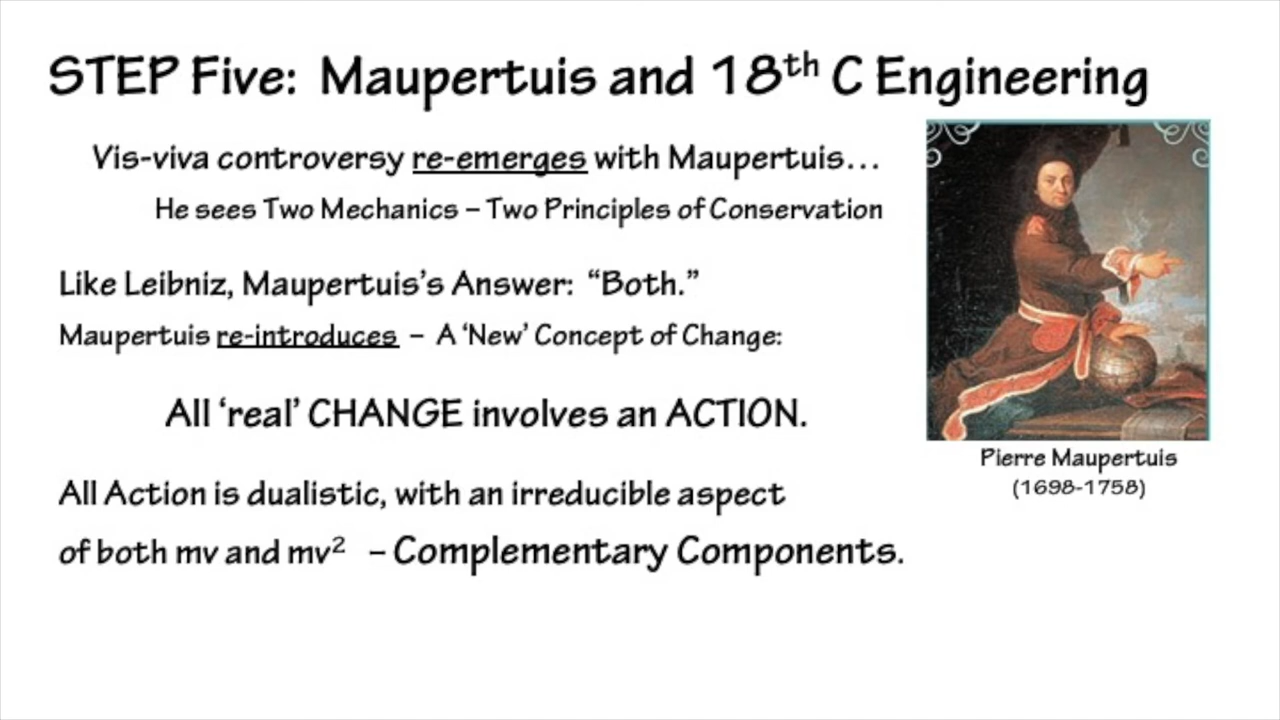 STEP Five: Maupertuis and 18th C Engineering
Vis-viva controversy re-emerges with Maupertuis…
He sees Two Mechanics – Two Principles of Conservation
Like Leibniz, Maupertuis’s Answer: “Both.”
Maupertuis re-introduces – A ‘New’ Concept of Change:
All ‘real’ CHANGE involves an ACTION.
All Action is dualistic, with an irreducible aspect
of both mv and mv² – Complementary Components.
Pierre Maupertuis
(1698-1758)